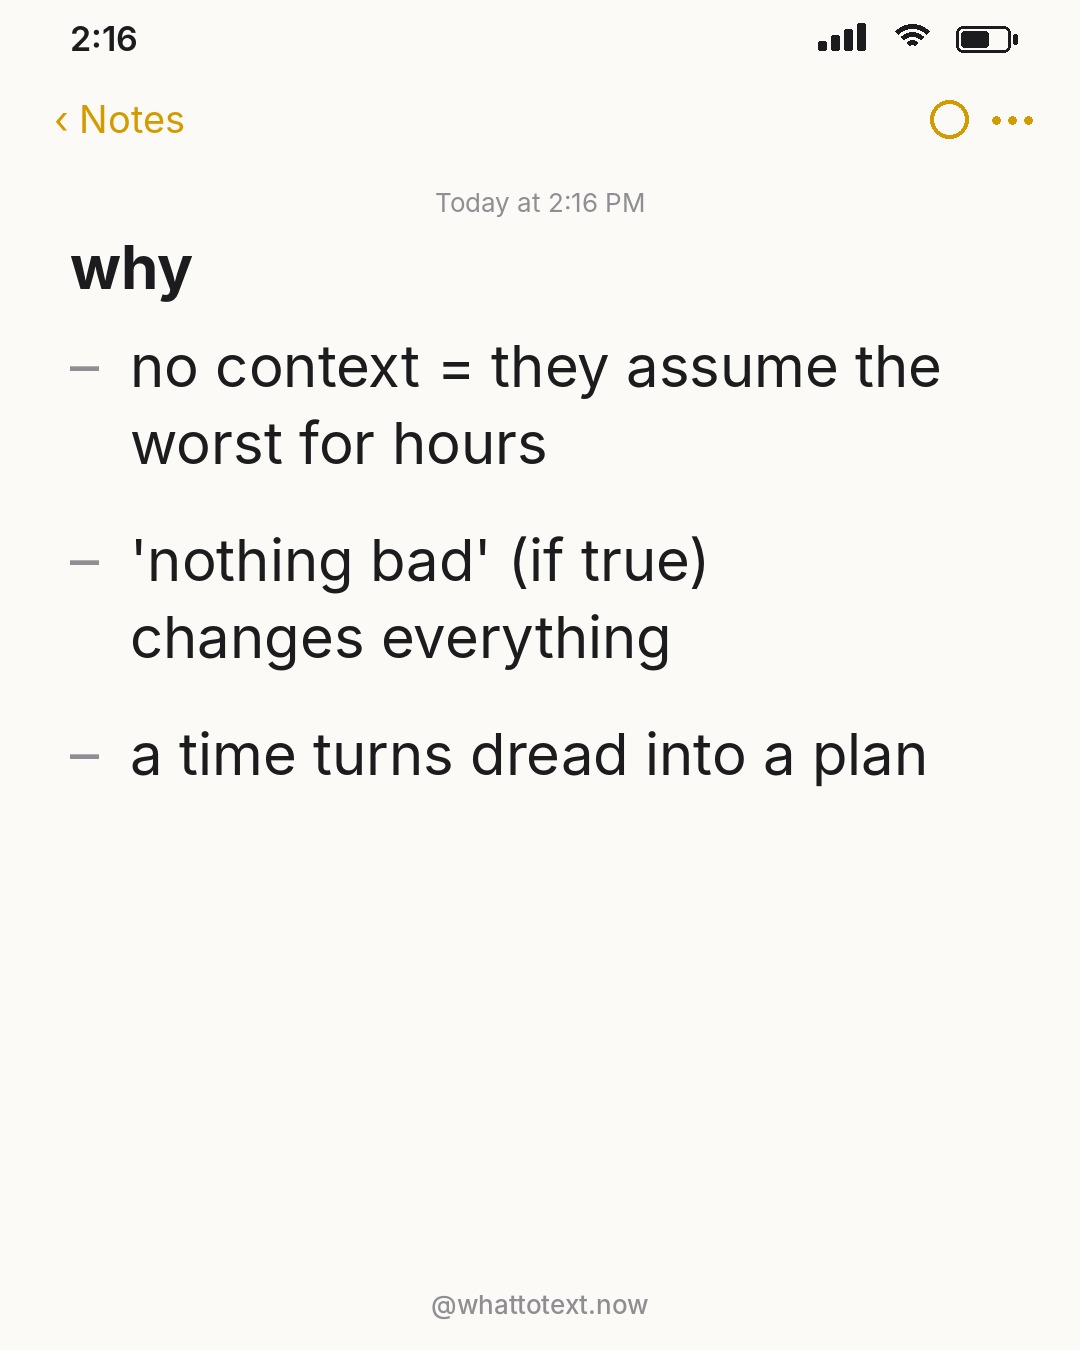 2:16
‹ Notes
Today at 2:16 PM
why
– no context = they assume the
worst for hours
– 'nothing bad' (if true)
changes everything
– a time turns dread into a plan
@whattotext.now